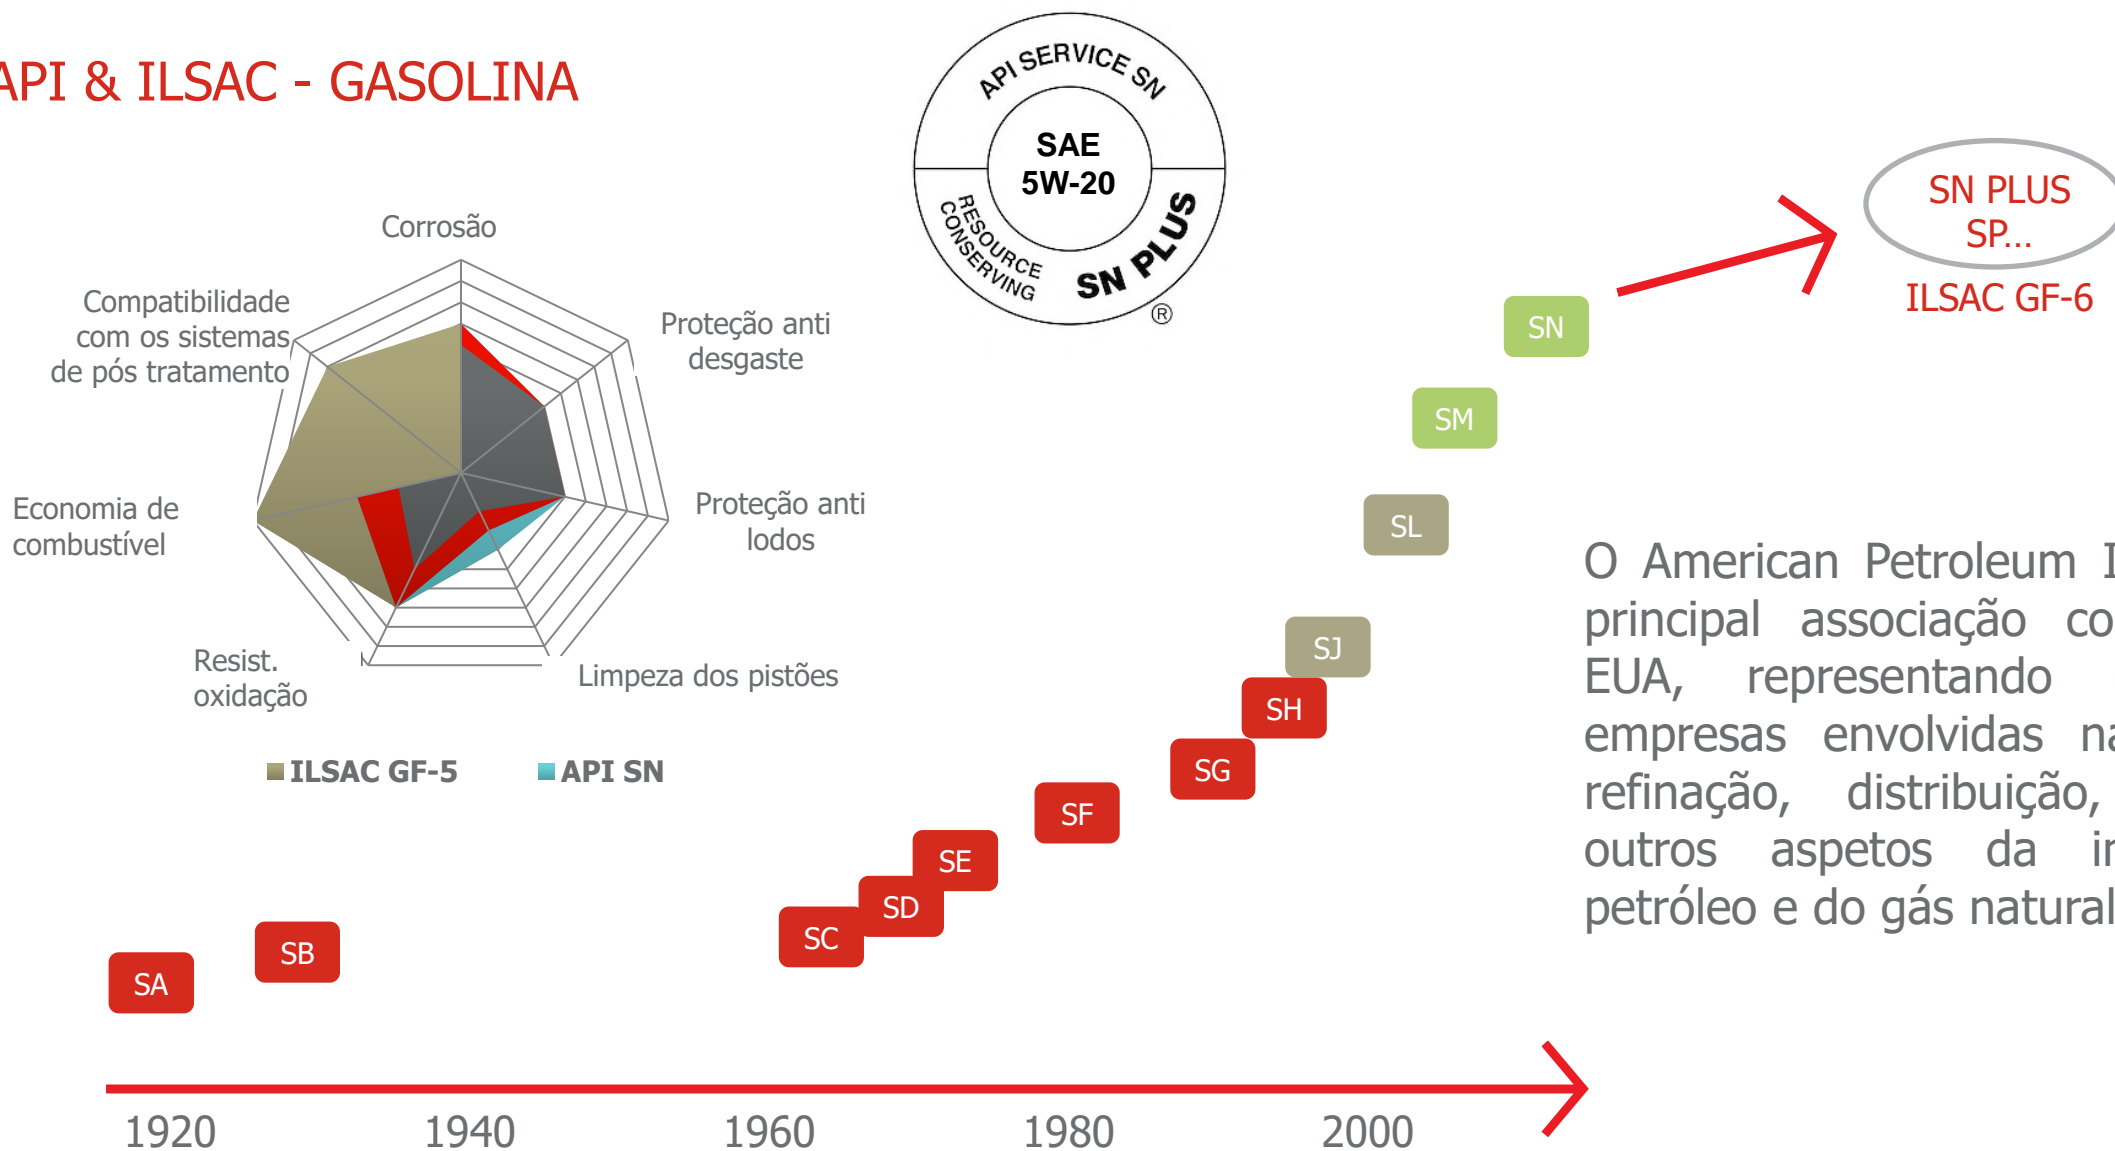 API & ILSAC - GASOLINA
API SERVICE SN
SAE
5W-20
RESOURCE
CONSERVING
SN PLUS
®
SN PLUS
SP...
ILSAC GF-6
Corrosão
Compatibilidade
com os sistemas
de pós tratamento
Proteção anti
desgaste
Economia de
combustível
Proteção anti
lodos
Resist.
oxidação
Limpeza dos pistões
ILSAC GF-5
API SN
SN
SM
SL
SJ
SH
SG
SF
SE
SD
SC
SB
SA
O American Petroleum
principal associação
EUA, representando
empresas envolvidas
refinação, distribuição,
outros aspetos da
petróleo e do gás natural
1920
1940
1960
1980
2000